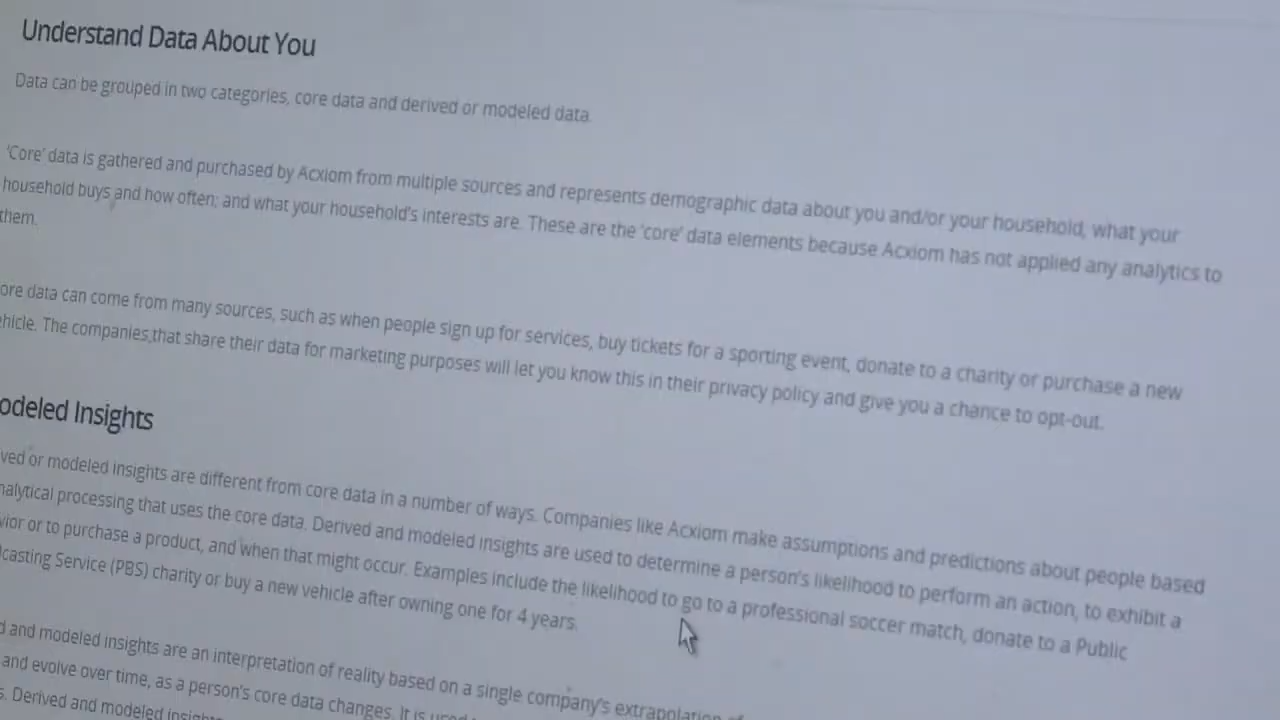 Understand Data About You
Data can be grouped in two categories, core data and derived or modeled data.
'Core' data is gathered and purchased by Acxiom from multiple sources and represents demographic data about you and/or your household, what your
household buys and how often; and what your household's interests are. These are the 'core' data elements because Acxiom has not applied any analytics to
them.
ore data can come from many sources, such as when people sign up for services, buy tickets for a sporting event, donate to a charity or purchase a new
hicle. The companies that share their data for marketing purposes will let you know this in their privacy policy and give you a chance to opt-out.
odeled Insights
ved or modeled insights are different from core data in a number of ways. Companies like Acxiom make assumptions and predictions about people based
nalytical processing that uses the core data. Derived and modeled insights are used to determine a person's likelihood to perform an action, to exhibit a
vior or to purchase a product, and when that might occur. Examples include the likelihood to go to a professional soccer match, donate to a Public
casting Service (PBS) charity or buy a new vehicle after owning one for 4 years.
d and modeled insights are an interpretation of reality based on a single company's extrapolation of
and evolve over time, as a person's core data changes. It is
s. Derived and modeled